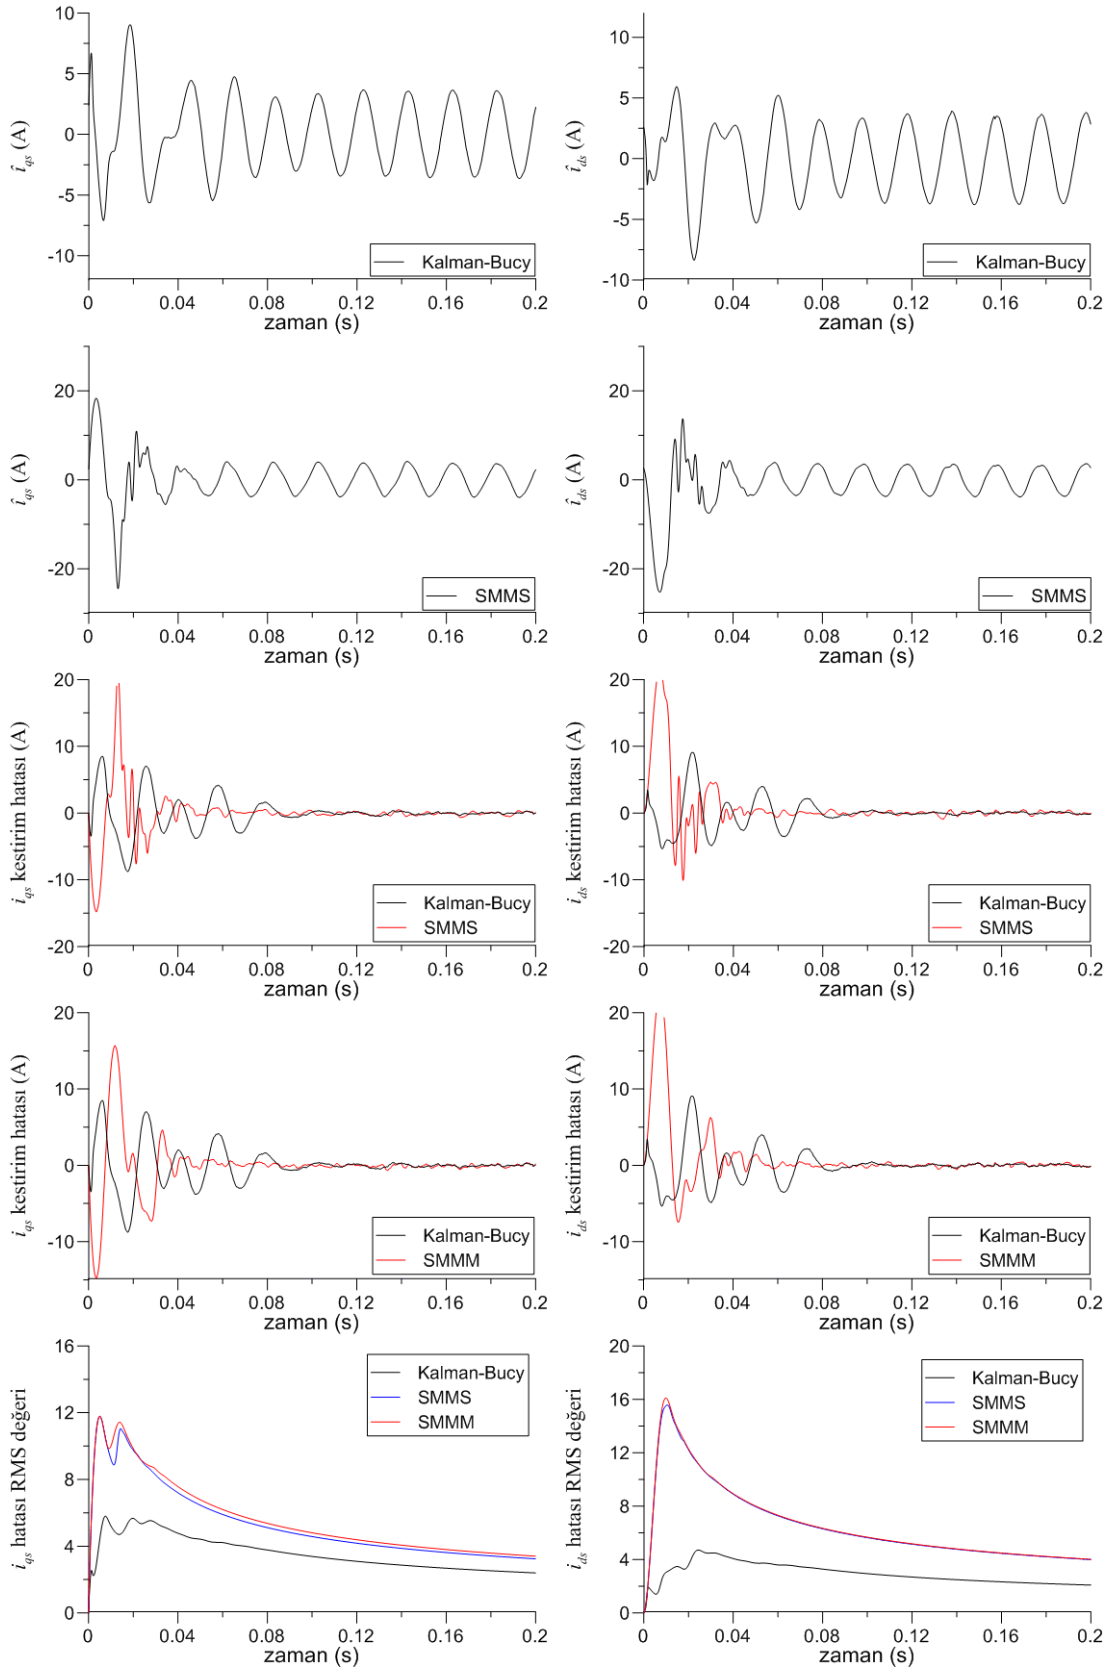 10
5
0
-5
-10
î_qs (A)
Kalman-Bucy
0 0.04 0.08 0.12 0.16 0.2
zaman (s)
10
5
0
-5
-10
î_ds (A)
Kalman-Bucy
0 0.04 0.08 0.12 0.16 0.2
zaman (s)
20
0
-20
î_qs (A)
SMMS
0 0.04 0.08 0.12 0.16 0.2
zaman (s)
20
0
-20
î_ds (A)
SMMS
0 0.04 0.08 0.12 0.16 0.2
zaman (s)
20
10
0
-10
-20
i_qs kestirim hatası (A)
Kalman-Bucy
SMMS
0 0.04 0.08 0.12 0.16 0.2
zaman (s)
20
10
0
-10
-20
i_ds kestirim hatası (A)
Kalman-Bucy
SMMS
0 0.04 0.08 0.12 0.16 0.2
zaman (s)
20
10
0
-10
i_qs kestirim hatası (A)
Kalman-Bucy
SMMM
0 0.04 0.08 0.12 0.16 0.2
zaman (s)
20
10
0
-10
i_ds kestirim hatası (A)
Kalman-Bucy
SMMM
0 0.04 0.08 0.12 0.16 0.2
zaman (s)
16
12
8
4
0
i_qs hatası RMS değeri
Kalman-Bucy
SMMS
SMMM
0 0.04 0.08 0.12 0.16 0.2
zaman (s)
20
16
12
8
4
0
i_ds hatası RMS değeri
Kalman-Bucy
SMMS
SMMM
0 0.04 0.08 0.12 0.16 0.2
zaman (s)